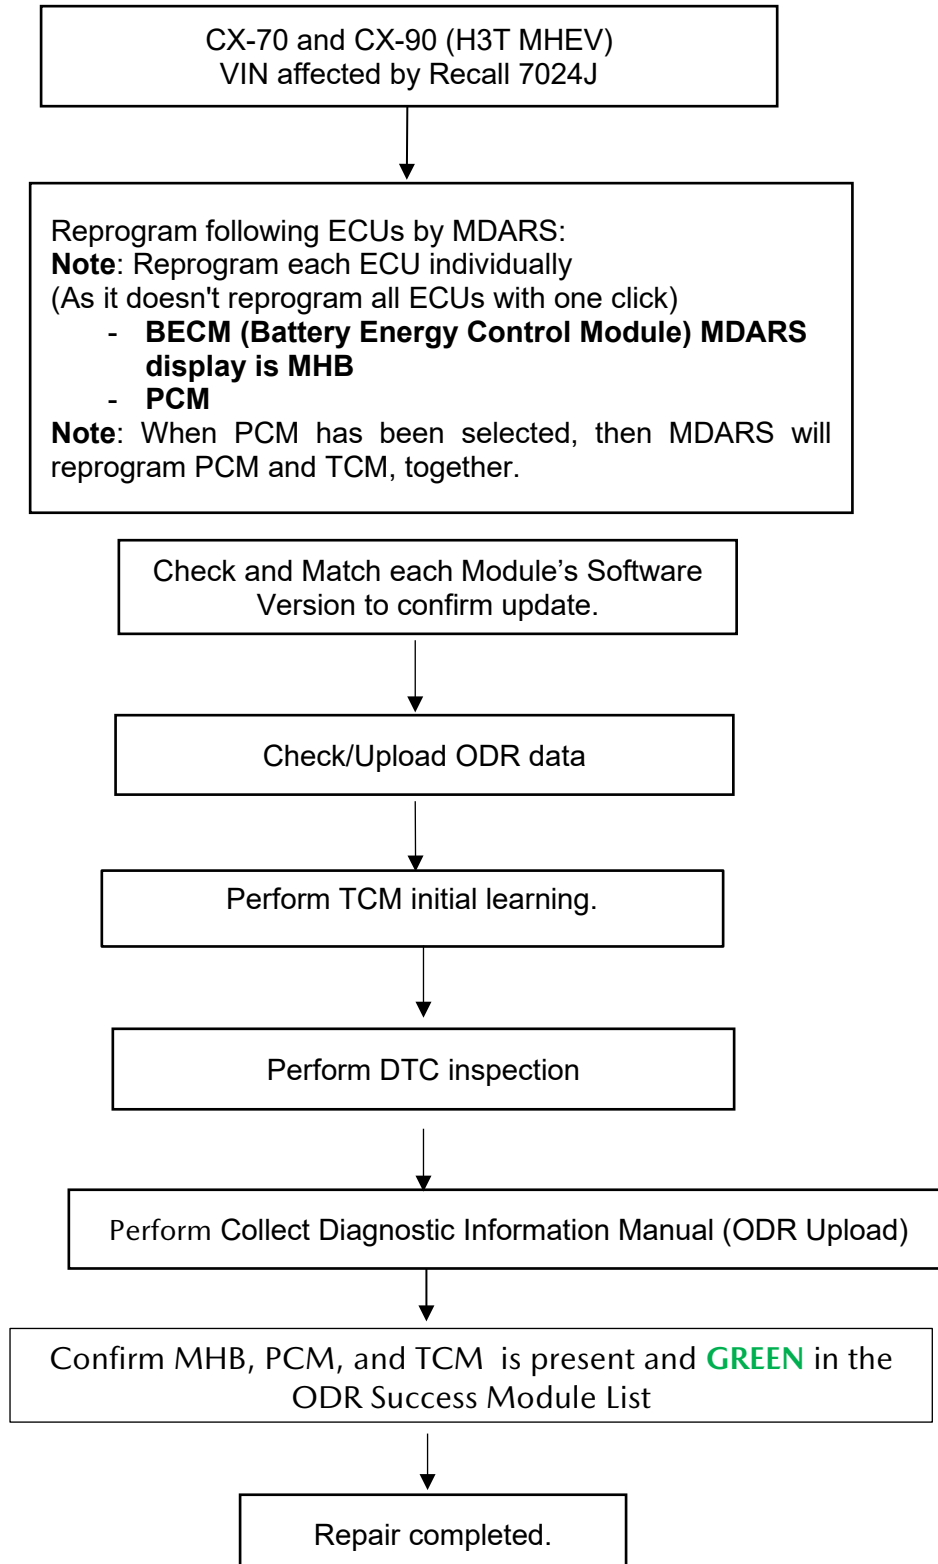 CX-70 and CX-90 (H3T MHEV)
VIN affected by Recall 7024J
Reprogram following ECUs by MDARS:
Note: Reprogram each ECU individually
(As it doesn't reprogram all ECUs with one click)
- BECM (Battery Energy Control Module) MDARS
display is MHB
- PCM
Note: When PCM has been selected, then MDARS will
reprogram PCM and TCM, together.
Check and Match each Module's Software
Version to confirm update.
Check/Upload ODR data
Perform TCM initial learning.
Perform DTC inspection
Perform Collect Diagnostic Information Manual (ODR Upload)
Confirm MHB, PCM, and TCM is present and GREEN in the
ODR Success Module List
Repair completed.